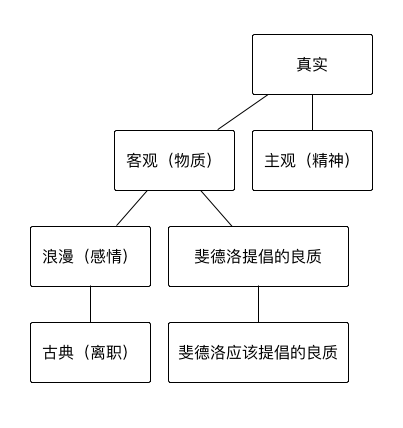 真实
客观（物质）
主观（精神）
浪漫（感情）
斐德洛提倡的良质
古典（离职）
斐德洛应该提倡的良质